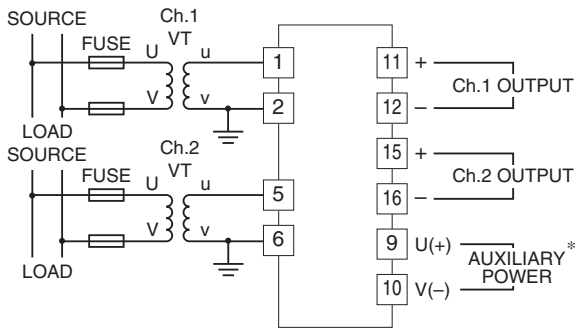 SOURCE
Ch.1
VT
FUSE
U
u
1
11
+
Ch.1 OUTPUT
V
v
2
12
–
LOAD
SOURCE
Ch.2
VT
FUSE
U
u
5
15
+
Ch.2 OUTPUT
16
–
V
v
6
9
U(+)
AUXILIARY*
POWER
LOAD
10
V(–)